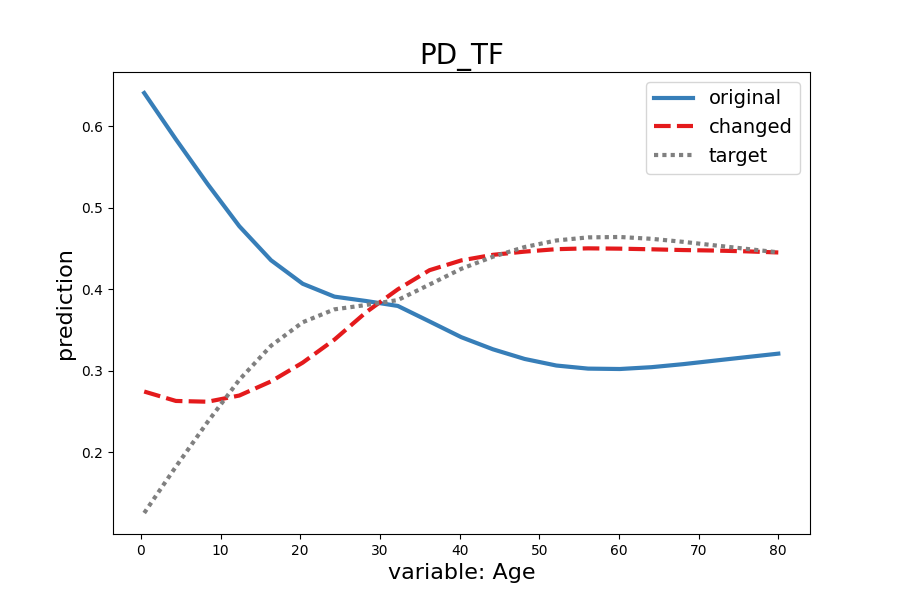 PD_TF
original
changed
target
prediction
0.6
0.5
0.4
0.3
0.2
0 10 20 30 40 50 60 70 80
variable: Age